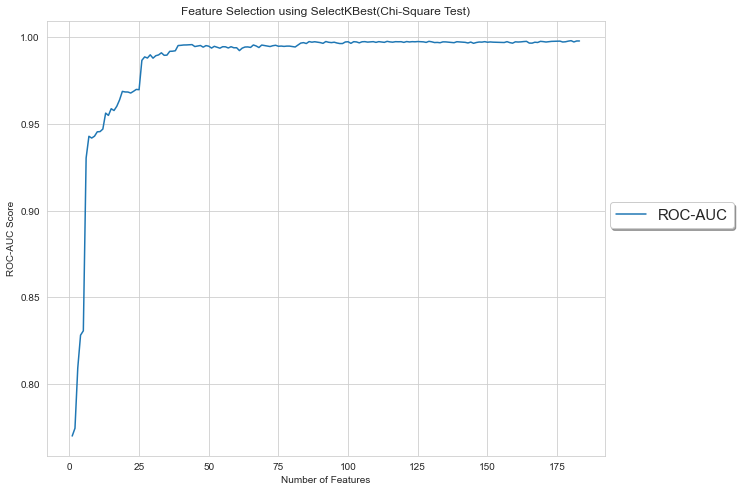 Feature Selection using SelectKBest(Chi-Square Test)
1.00
0.95
0.90
0.85
0.80
ROC-AUC Score
0 25 50 75 100 125 150 175
Number of Features
ROC-AUC